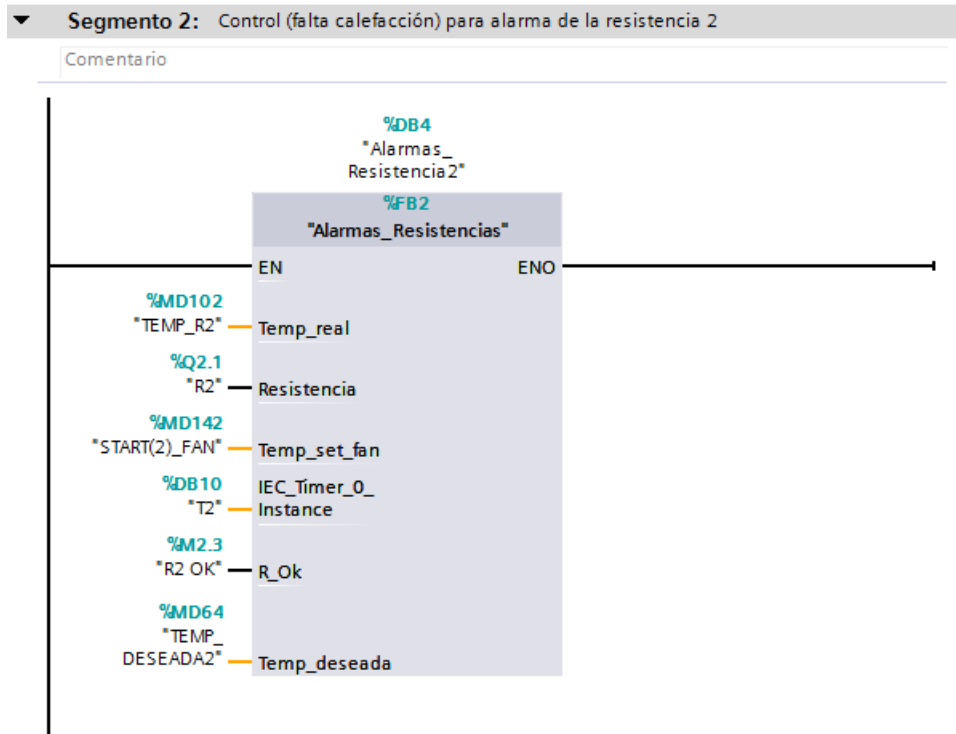 Segmento 2: Control (falta calefacción) para alarma de la resistencia 2
Comentario
%DB4
"Alarmas_
Resistencia2"
%FB2
"Alarmas_Resistencias"
EN ENO
%MD102
"TEMP_R2" Temp_real
%Q2.1
"R2" Resistencia
%MD142
"START(2)_FAN" Temp_set_fan
%DB10 IEC_Timer_0_
"T2" Instance
%M2.3
"R2 OK" R_Ok
%MD64
"TEMP_
DESEADA2" Temp_deseada